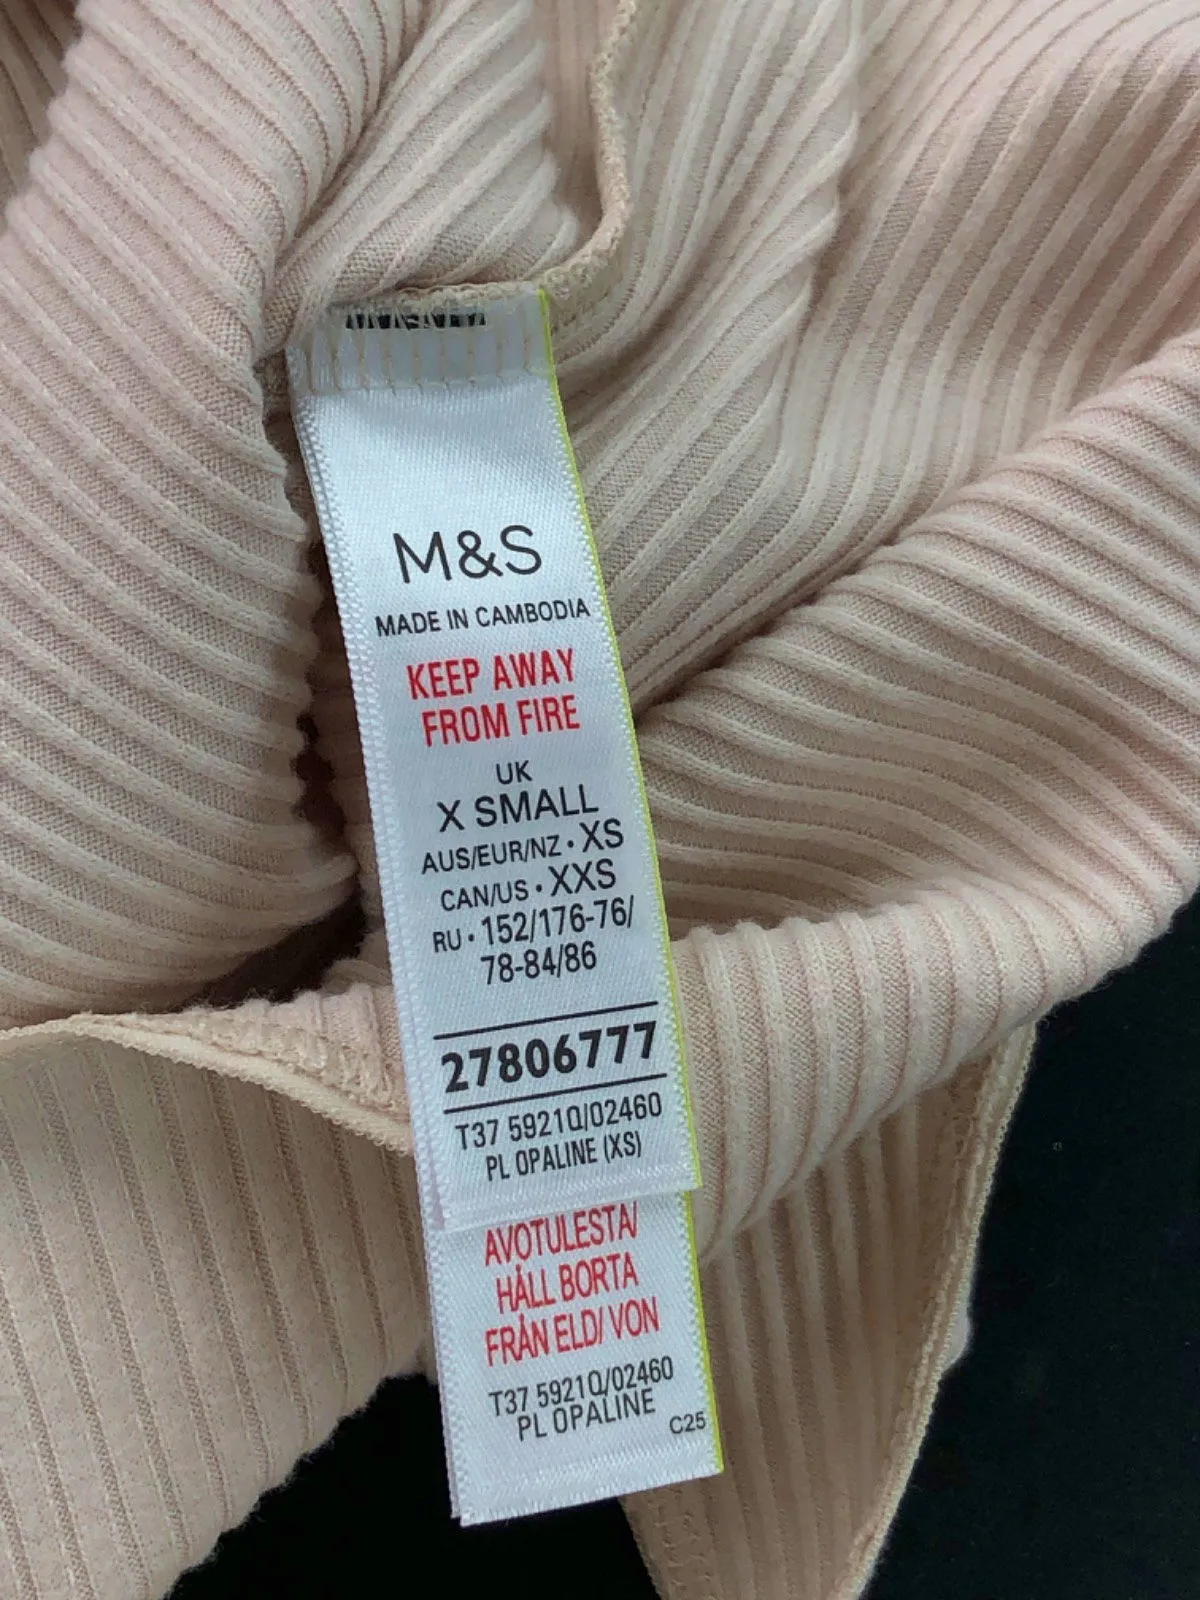 M&S
MADE IN CAMBODIA
KEEP AWAY
FROM FIRE
UK
X SMALL
AUS/EUR/NZ • XS
CAN/US • XXS
RU • 152/176-76/
78-84/86
27806777
T37 5921Q/02460
PL OPALINE (XS)
AVOTULESTA/
HÅLL BORTA
FRÅN ELD/ VON
T37 5921Q/02460
PL OPALINE
C25